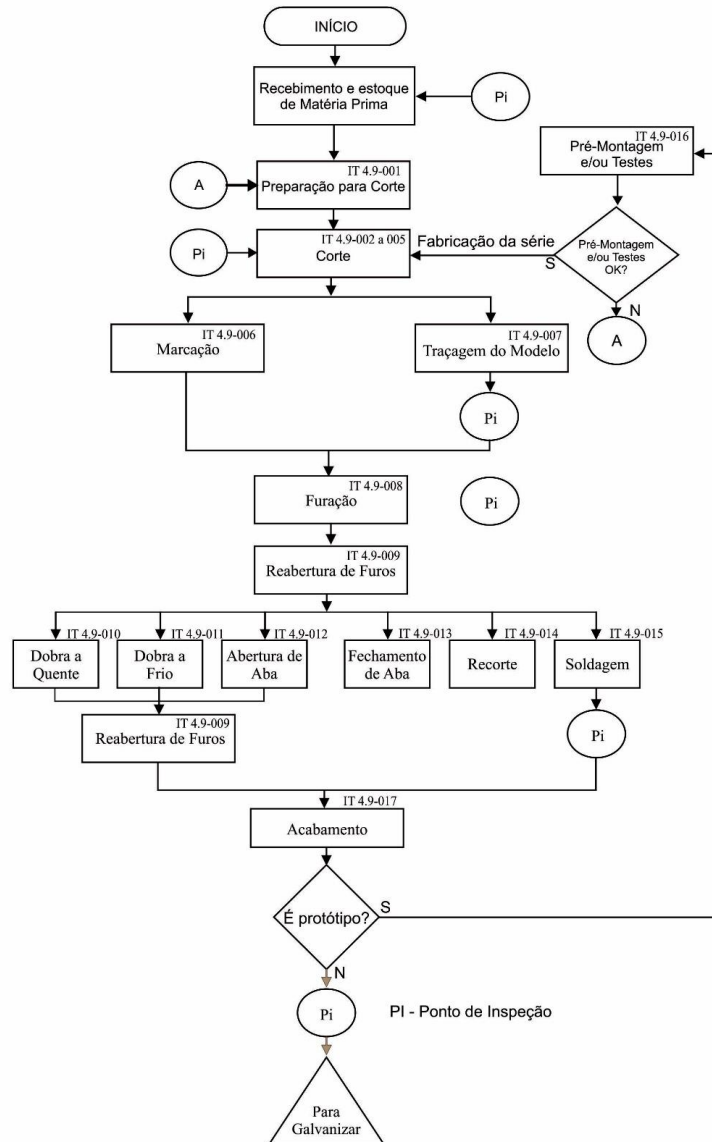 INÍCIO
Recebimento e estoque
de Matéria Prima
Pi
IT 4.9-016
Pré-Montagem
e/ou Testes
IT 4.9-001
Preparação para Corte
A
IT 4.9-002 a 005
Corte
Pi
Fabricação da série
S
Pré-Montagem
e/ou Testes
OK?
N
A
IT 4.9-006
Marcação
IT 4.9-007
Traçagem do Modelo
Pi
IT 4.9-008
Furação
Pi
IT 4.9-009
Reabertura de Furos
IT 4.9-010
Dobra a
Quente
IT 4.9-011
Dobra a
Frio
IT 4.9-012
Abertura de
Aba
IT 4.9-013
Fechamento
de Aba
IT 4.9-014
Recorte
IT 4.9-015
Soldagem
IT 4.9-009
Reabertura de Furos
Pi
IT 4.9-017
Acabamento
É protótipo?
S
N
Pi
PI - Ponto de Inspeção
Para
Galvanizar